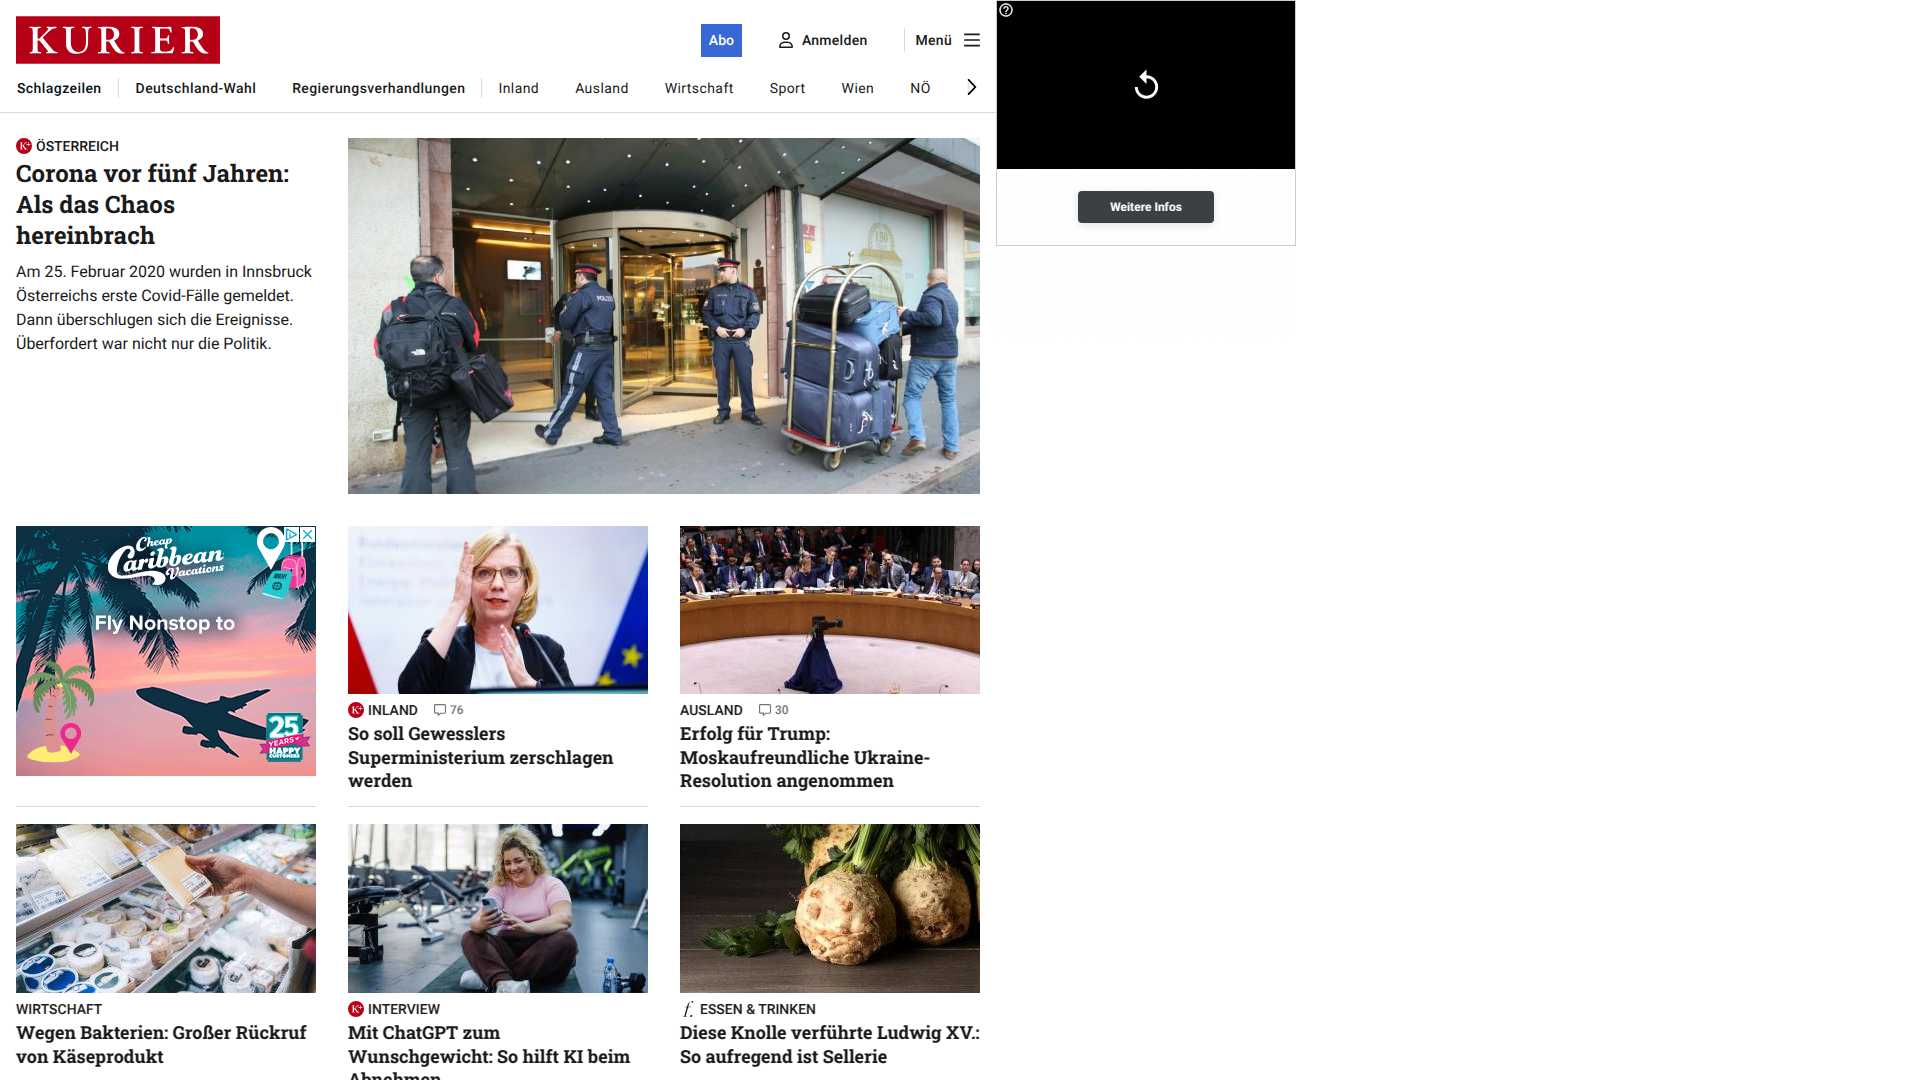 KURIER
Abo
Anmelden
Menü
Schlagzeilen
Deutschland-Wahl
Regierungsverhandlungen
Inland
Ausland
Wirtschaft
Sport
Wien
NÖ
ÖSTERREICH
Corona vor fünf Jahren:
Als das Chaos
hereinbrach
Am 25. Februar 2020 wurden in Innsbruck
Österreichs erste Covid-Fälle gemeldet.
Dann überschlugen sich die Ereignisse.
Überfordert war nicht nur die Politik.
POLIZEI
Weitere Infos
Cheap
Caribbean
Vacations
Fly Nonstop to
25
YEARS OF
HAPPY
CUSTOMERS
K+ INLAND 76
So soll Gewesslers
Superministerium zerschlagen
werden
AUSLAND 30
Erfolg für Trump:
Moskaufreundliche Ukraine-
Resolution angenommen
WIRTSCHAFT
Wegen Bakterien: Großer Rückruf
von Käseprodukt
K+ INTERVIEW
Mit ChatGPT zum
Wunschgewicht: So hilft KI beim
Abnehmen
f. ESSEN & TRINKEN
Diese Knolle verführte Ludwig XV.:
So aufregend ist Sellerie